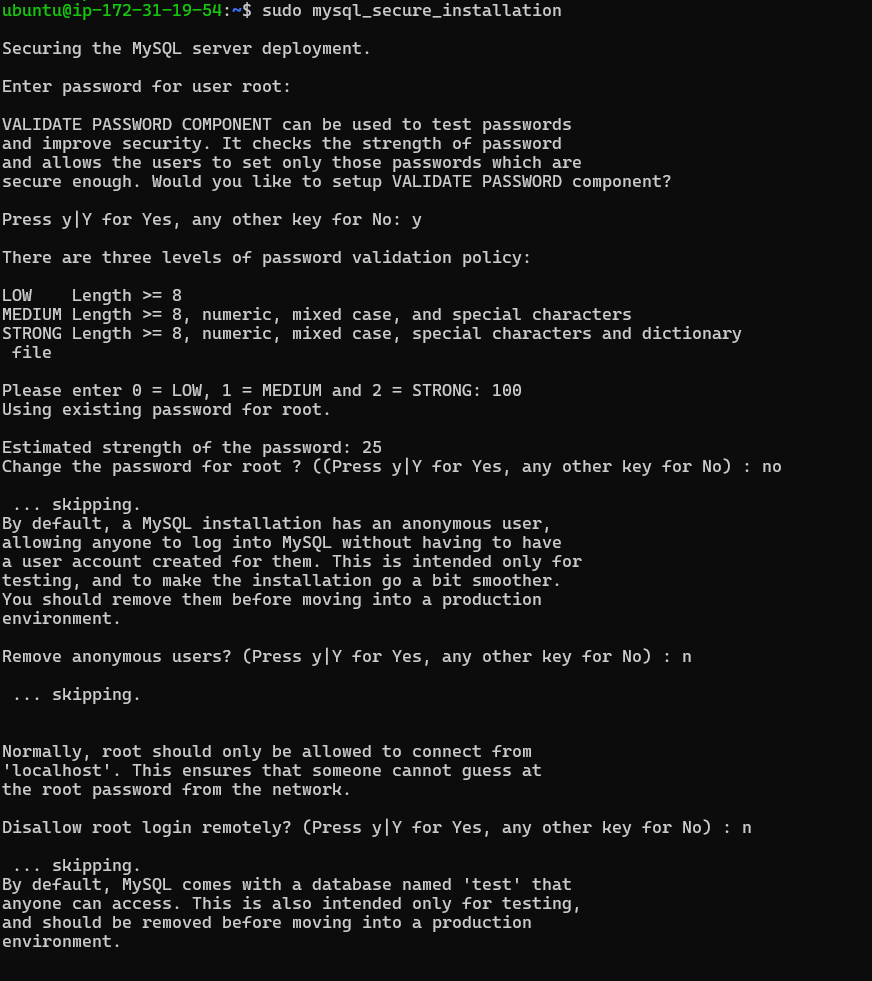 ubuntu@ip-172-31-19-54:~$ sudo mysql_secure_installation
Securing the MySQL server deployment.
Enter password for user root:
VALIDATE PASSWORD COMPONENT can be used to test passwords
and improve security. It checks the strength of password
and allows the users to set only those passwords which are
secure enough. Would you like to setup VALIDATE PASSWORD component?
Press y|Y for Yes, any other key for No: y
There are three levels of password validation policy:
LOW    Length >= 8
MEDIUM Length >= 8, numeric, mixed case, and special characters
STRONG Length >= 8, numeric, mixed case, special characters and dictionary
 file
Please enter 0 = LOW, 1 = MEDIUM and 2 = STRONG: 100
Using existing password for root.
Estimated strength of the password: 25
Change the password for root ? ((Press y|Y for Yes, any other key for No) : no
 ... skipping.
By default, a MySQL installation has an anonymous user,
allowing anyone to log into MySQL without having to have
a user account created for them. This is intended only for
testing, and to make the installation go a bit smoother.
You should remove them before moving into a production
environment.
Remove anonymous users? (Press y|Y for Yes, any other key for No) : n
 ... skipping.
Normally, root should only be allowed to connect from
'localhost'. This ensures that someone cannot guess at
the root password from the network.
Disallow root login remotely? (Press y|Y for Yes, any other key for No) : n
 ... skipping.
By default, MySQL comes with a database named 'test' that
anyone can access. This is also intended only for testing,
and should be removed before moving into a production
environment.